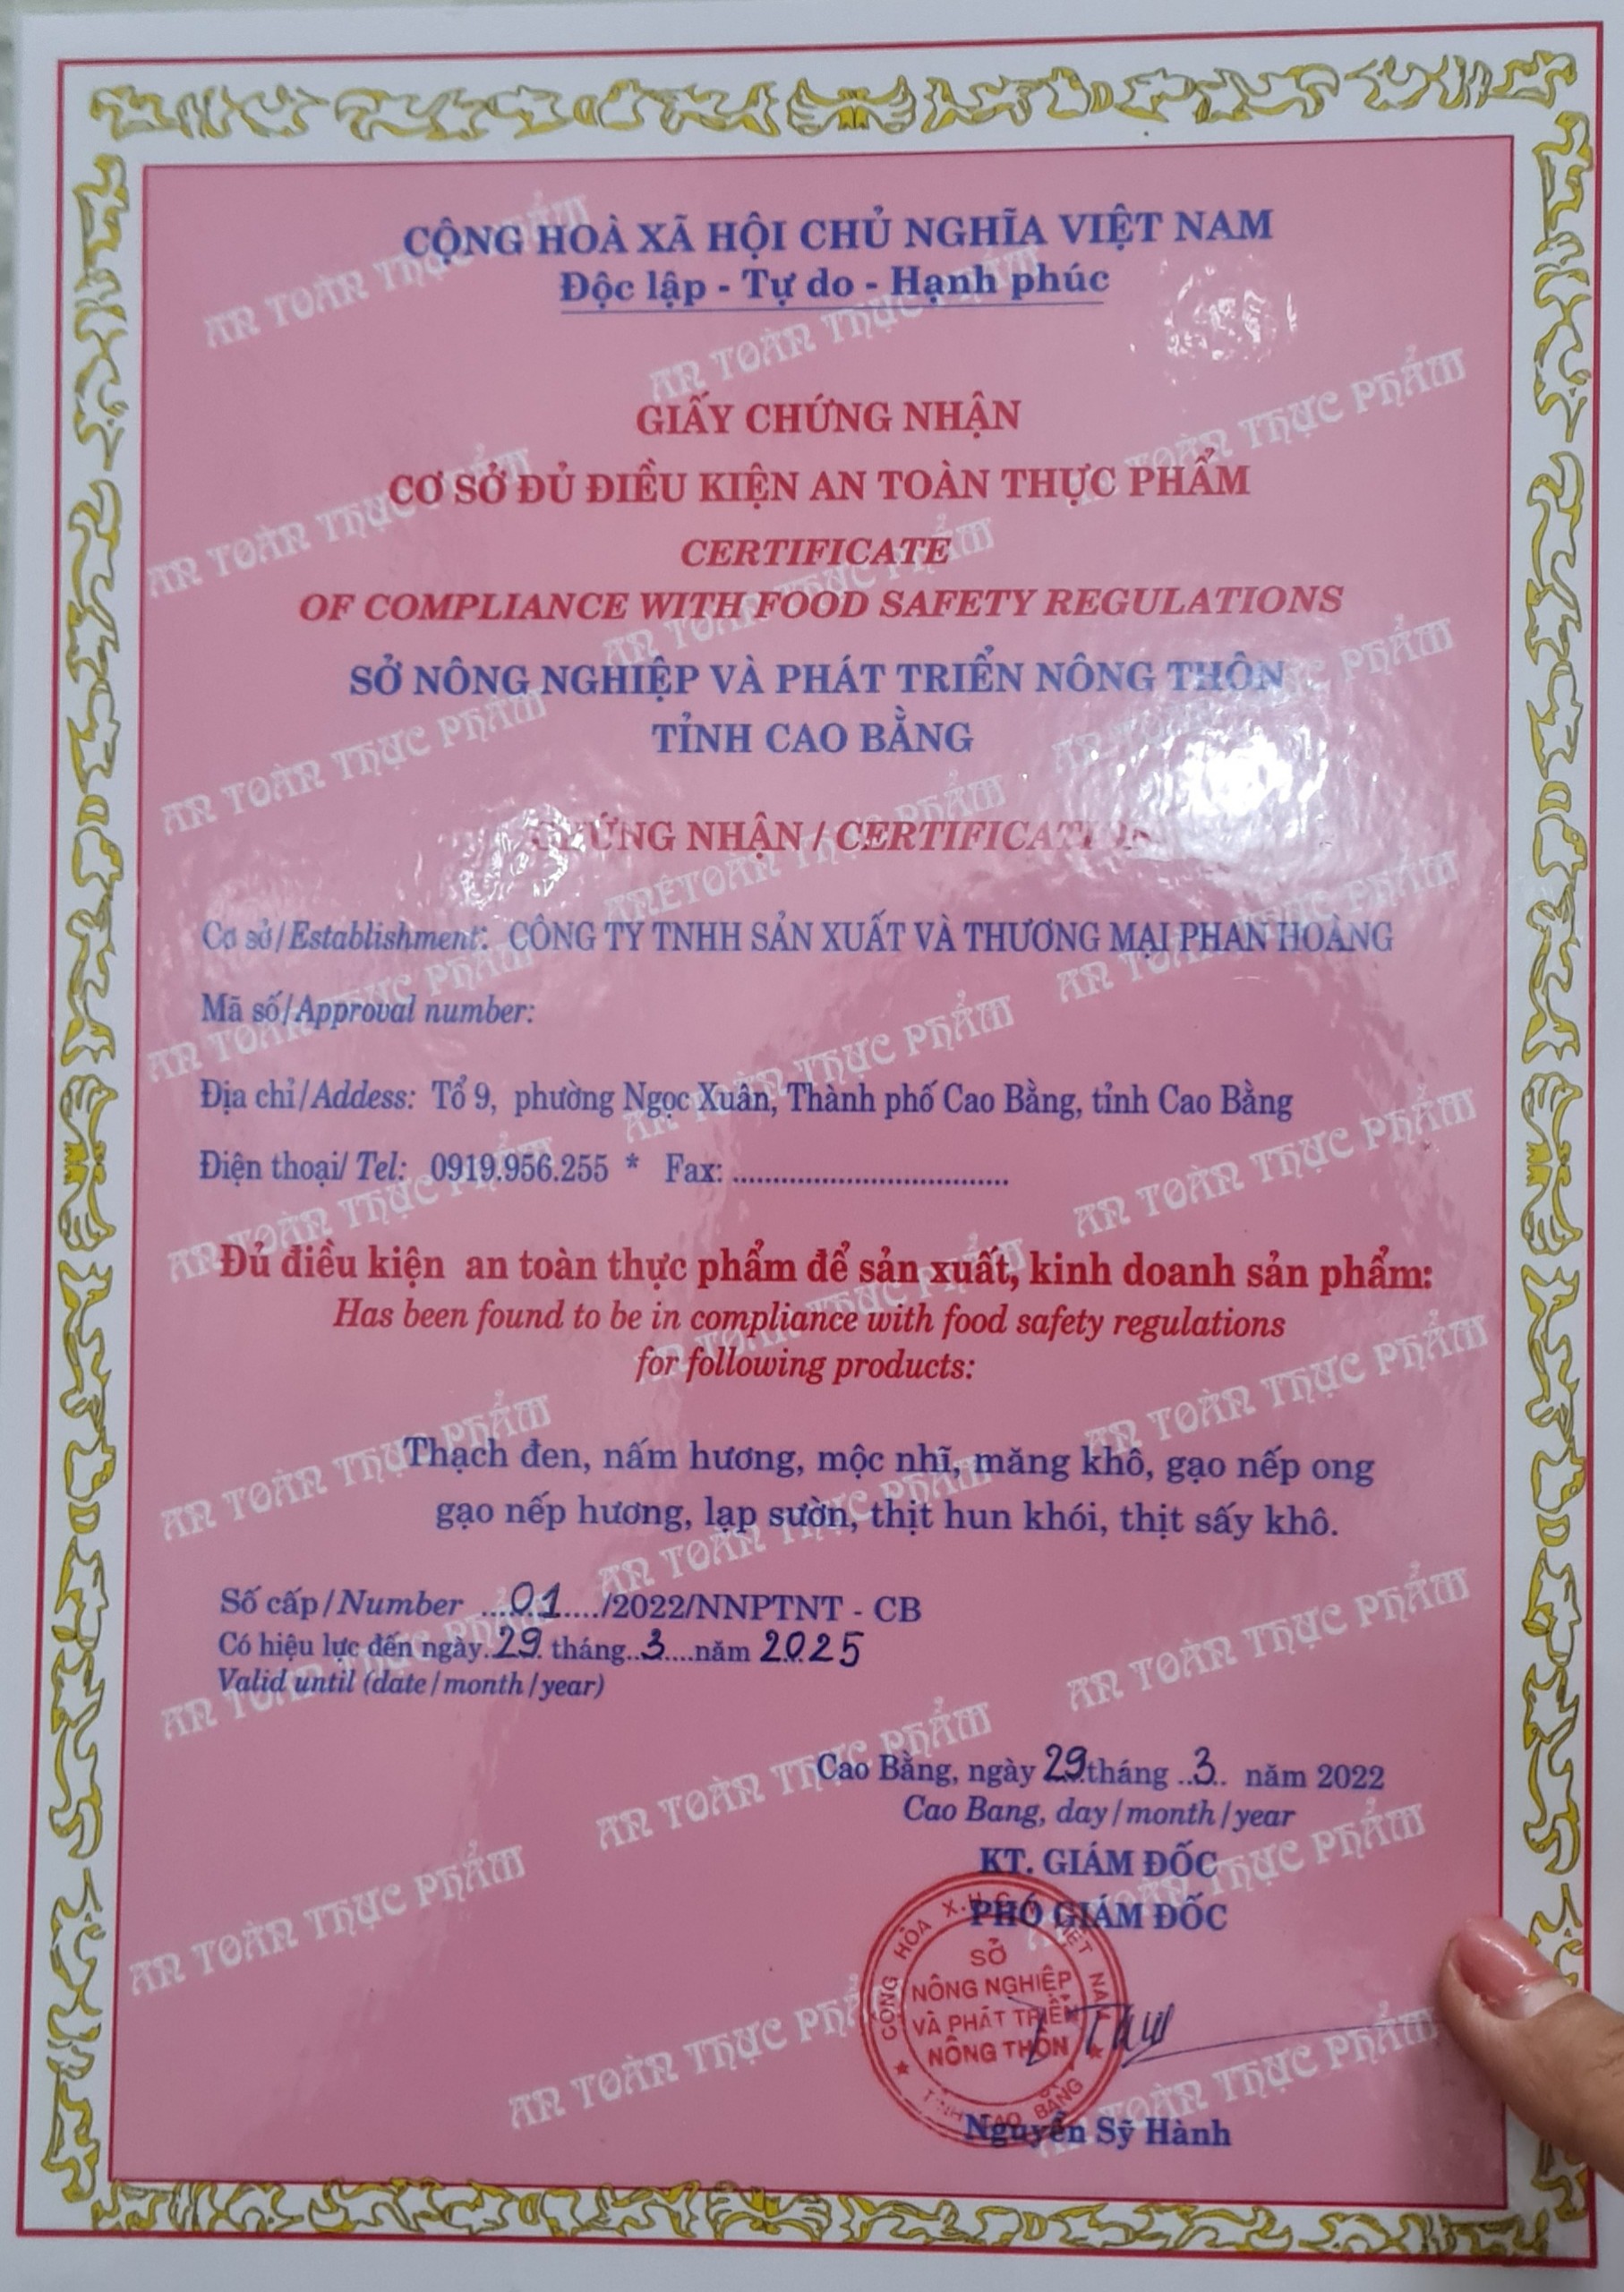 CỘNG HOÀ XÃ HỘI CHỦ NGHĨA VIỆT NAM
Độc lập - Tự do - Hạnh phúc
GIẤY CHỨNG NHẬN
CƠ SỞ ĐỦ ĐIỀU KIỆN AN TOÀN THỰC PHẨM
CERTIFICATE
OF COMPLIANCE WITH FOOD SAFETY REGULATIONS
SỞ NÔNG NGHIỆP VÀ PHÁT TRIỂN NÔNG THÔN
TỈNH CAO BẰNG
CHỨNG NHẬN / CERTIFICATION
Cơ sở/Establishment: CÔNG TY TNHH SẢN XUẤT VÀ THƯƠNG MẠI PHAN HOÀNG
Mã số/Approval number:
Địa chỉ/Addess: Tổ 9, phường Ngọc Xuân, Thành phố Cao Bằng, tỉnh Cao Bằng
Điện thoại/ Tel: 0919.956.255 * Fax: ..................................
Đủ điều kiện an toàn thực phẩm để sản xuất, kinh doanh sản phẩm:
Has been found to be in compliance with food safety regulations
for following products:
Thạch đen, nấm hương, mộc nhĩ, măng khô, gạo nếp ong
gạo nếp hương, lạp sườn, thịt hun khói, thịt sấy khô.
Số cấp/Number ....01..../2022/NNPTNT - CB
Có hiệu lực đến ngày.29. tháng..3....năm 2025
Valid until (date/month/year)
Cao Bằng, ngày 29 tháng ..3.. năm 2022
Cao Bang, day/month/year
KT. GIÁM ĐỐC
PHÓ GIÁM ĐỐC
CỘNG HÒA X.H.C.N VIỆT NAM
SỞ
NÔNG NGHIỆP
VÀ PHÁT TRIỂN
NÔNG THÔN
TỈNH CAO BẰNG
Nguyễn Sỹ Hành
AN TOÀN THỰC PHẨM